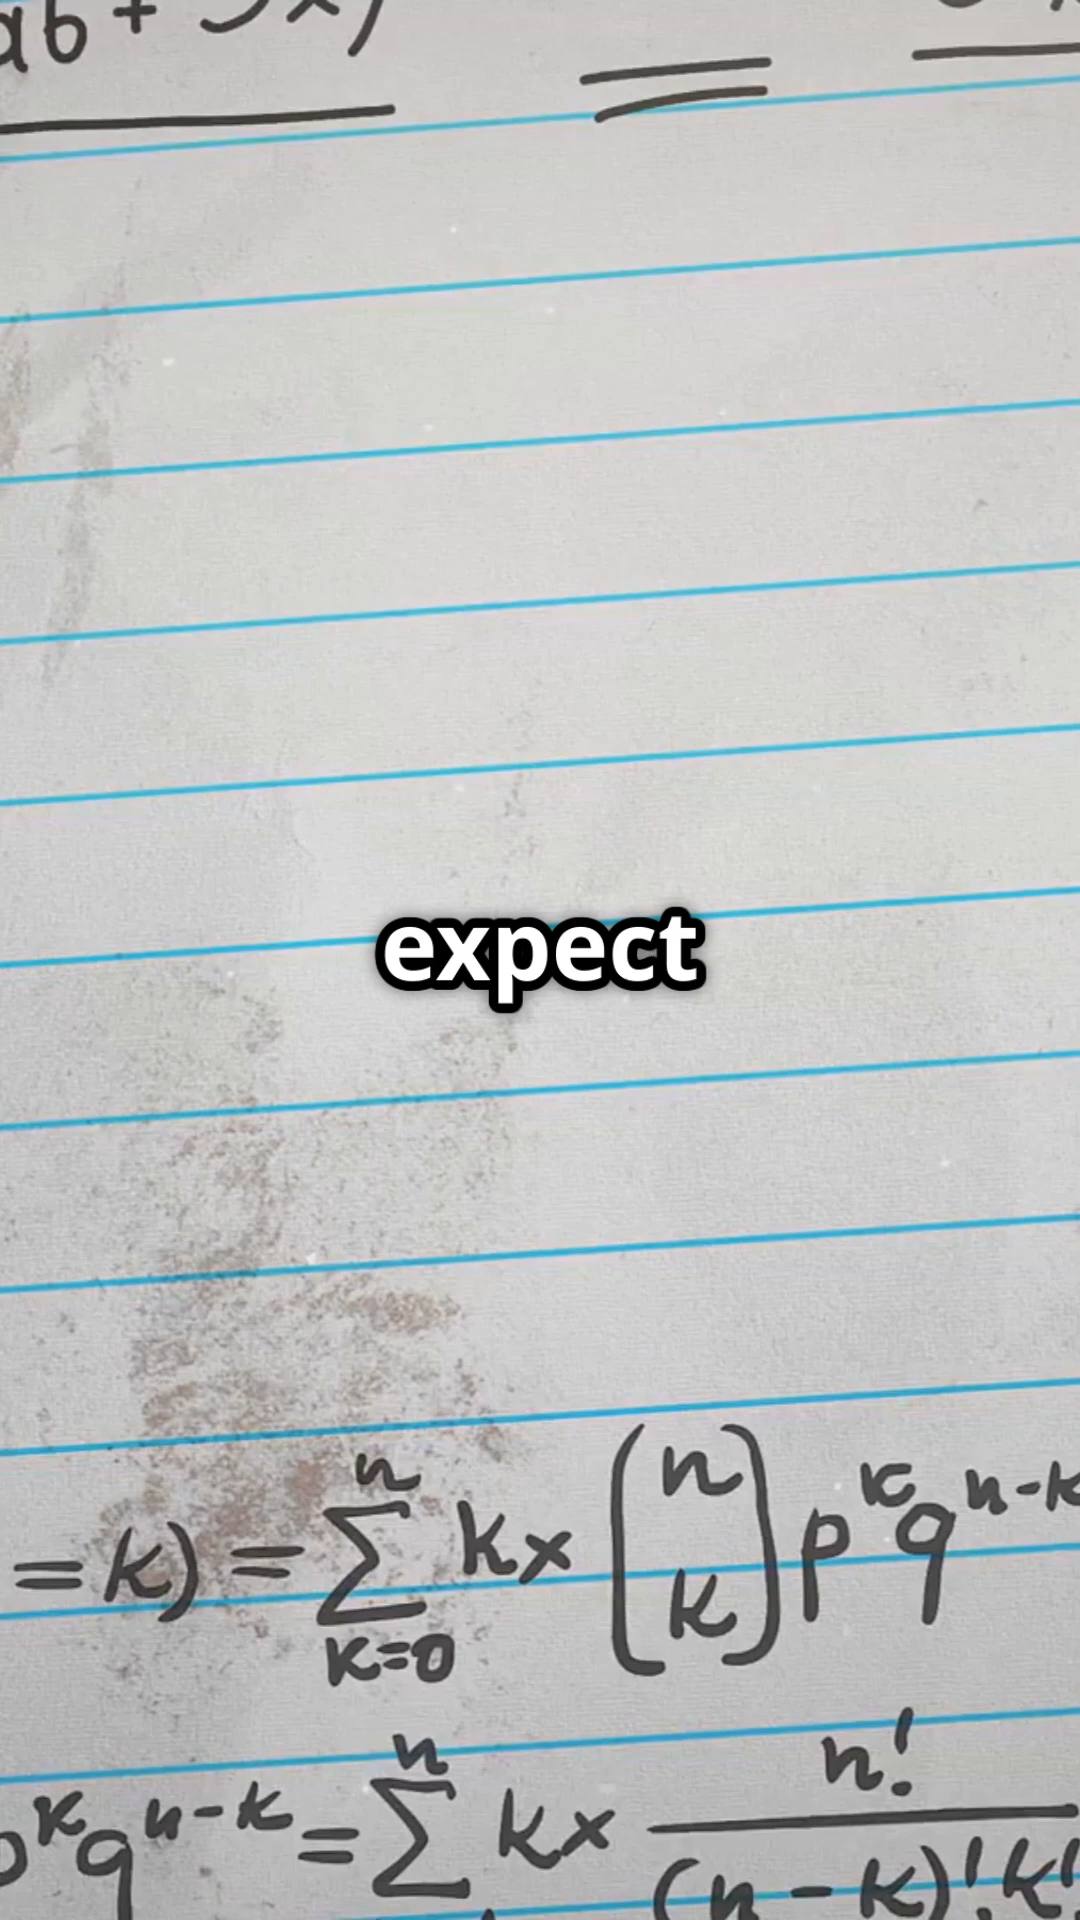 ab +
=
expect
= k) = n ∑ k=0 k x (n k) p^k q^n-k
p^k q^n-k = n ∑ k x n! / (n - k)! k!